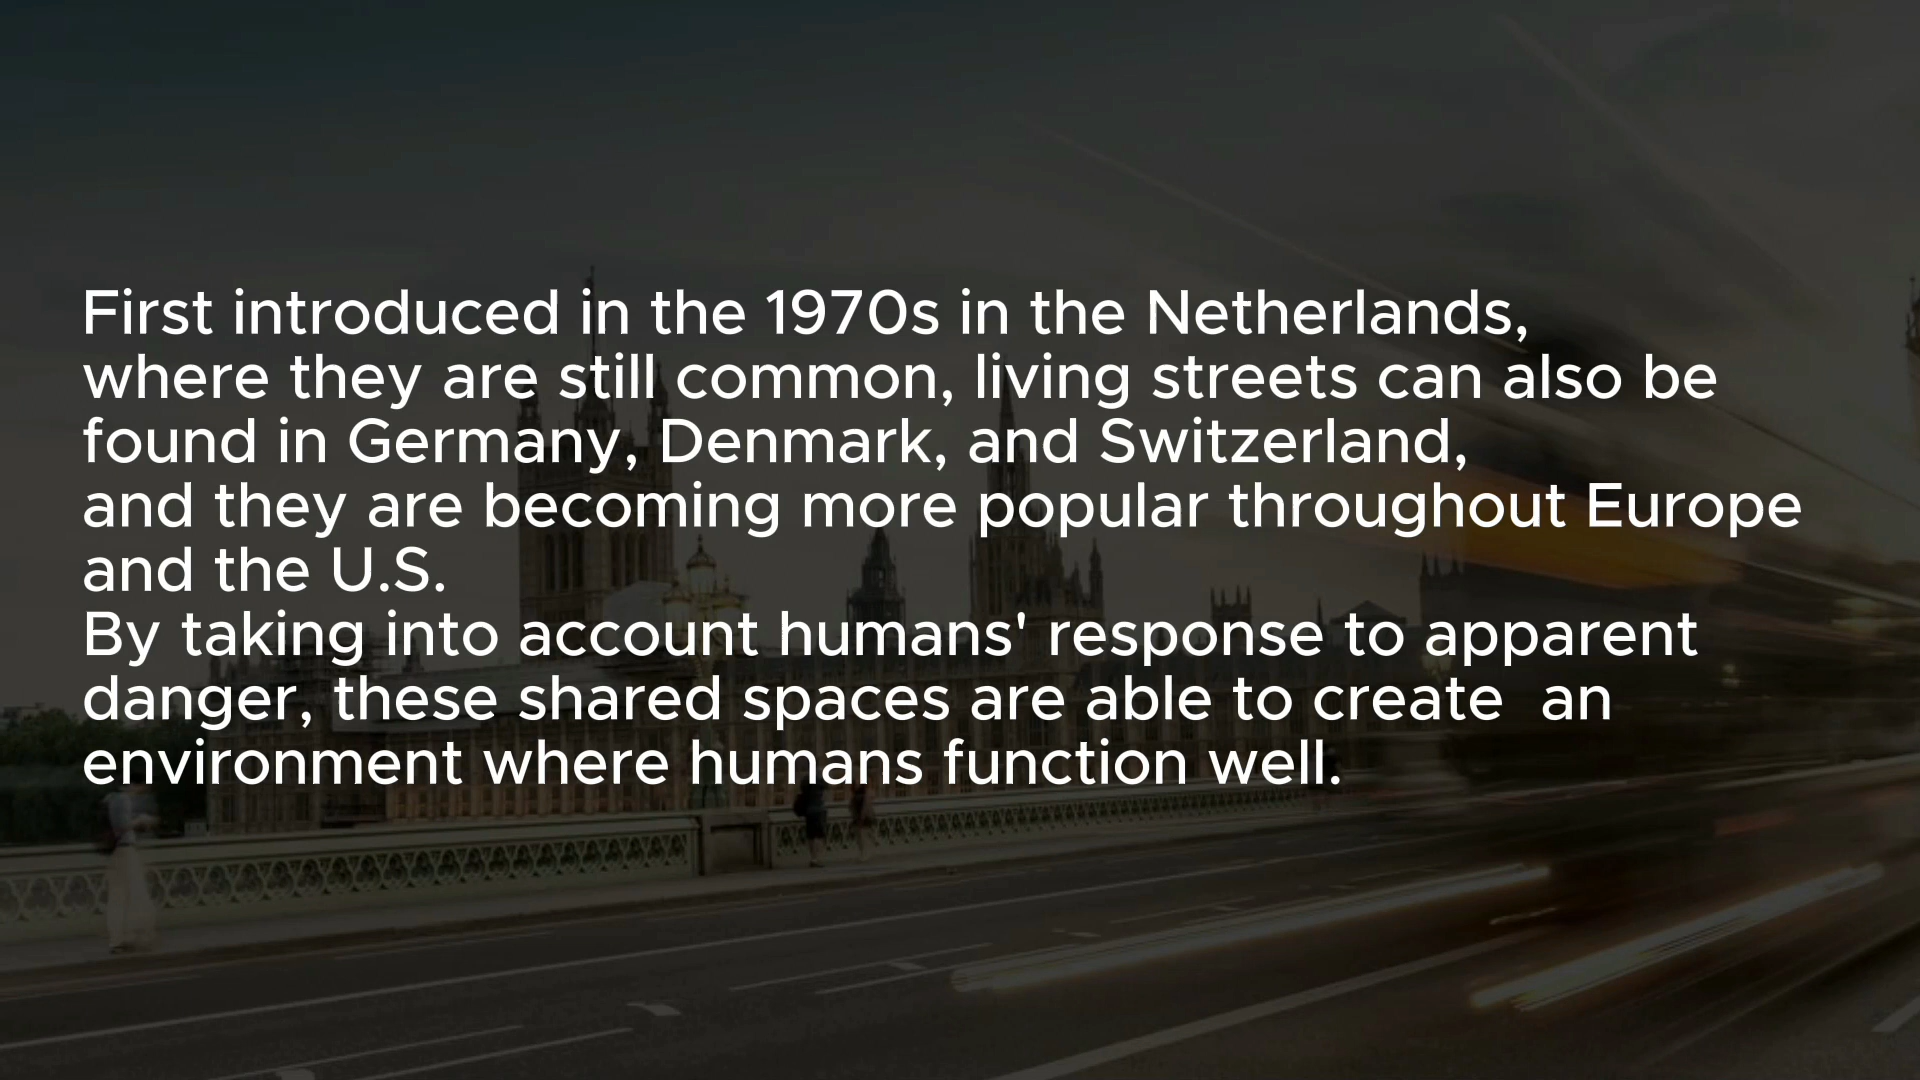 First introduced in the 1970s in the Netherlands,
where they are still common, living streets can also be
found in Germany, Denmark, and Switzerland,
and they are becoming more popular throughout Europe
and the U.S.
By taking into account humans' response to apparent
danger, these shared spaces are able to create  an
environment where humans function well.